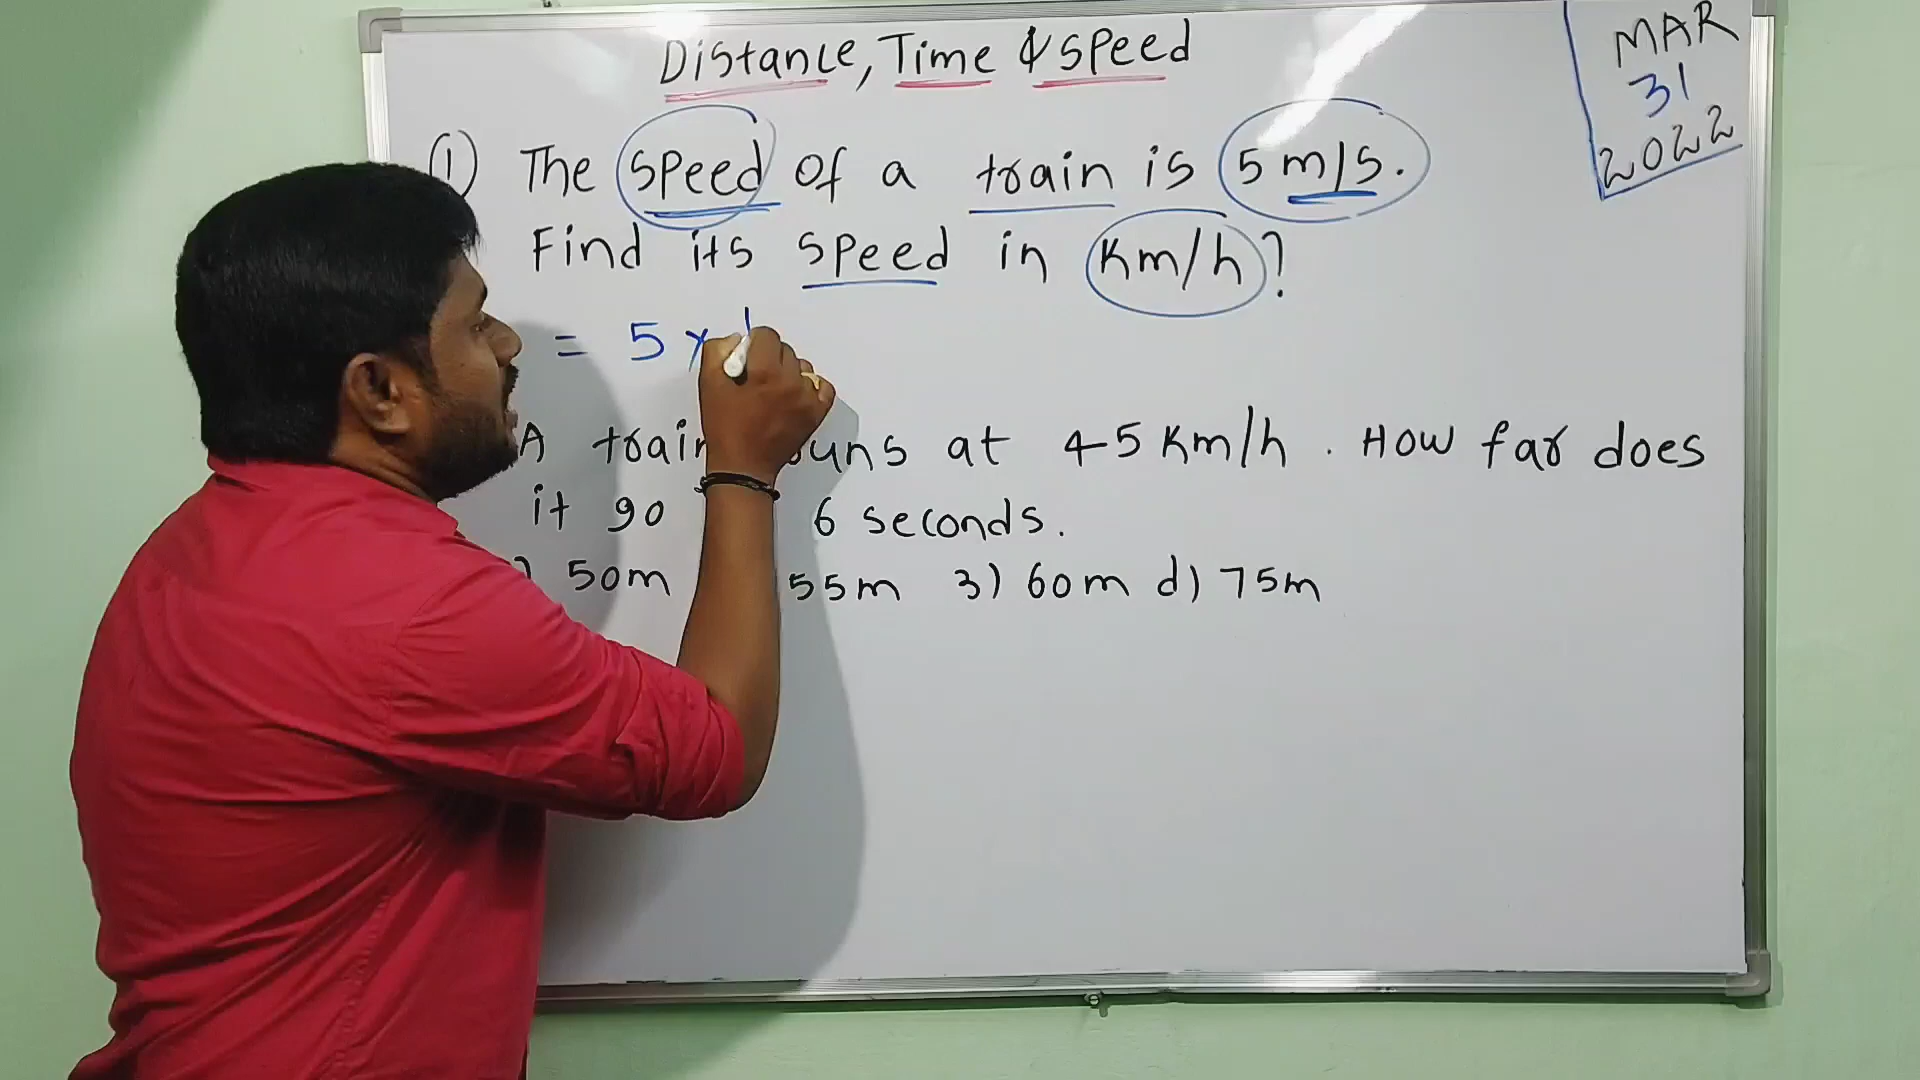 Distance, Time & speed
MAR
31
2022
1) The speed of a train is 5 m/s.
Find its speed in Km/h?
= 5 ×
A train runs at 45 Km/h. How far does
it go 6 seconds.
50m 55m 3) 60m d) 75m